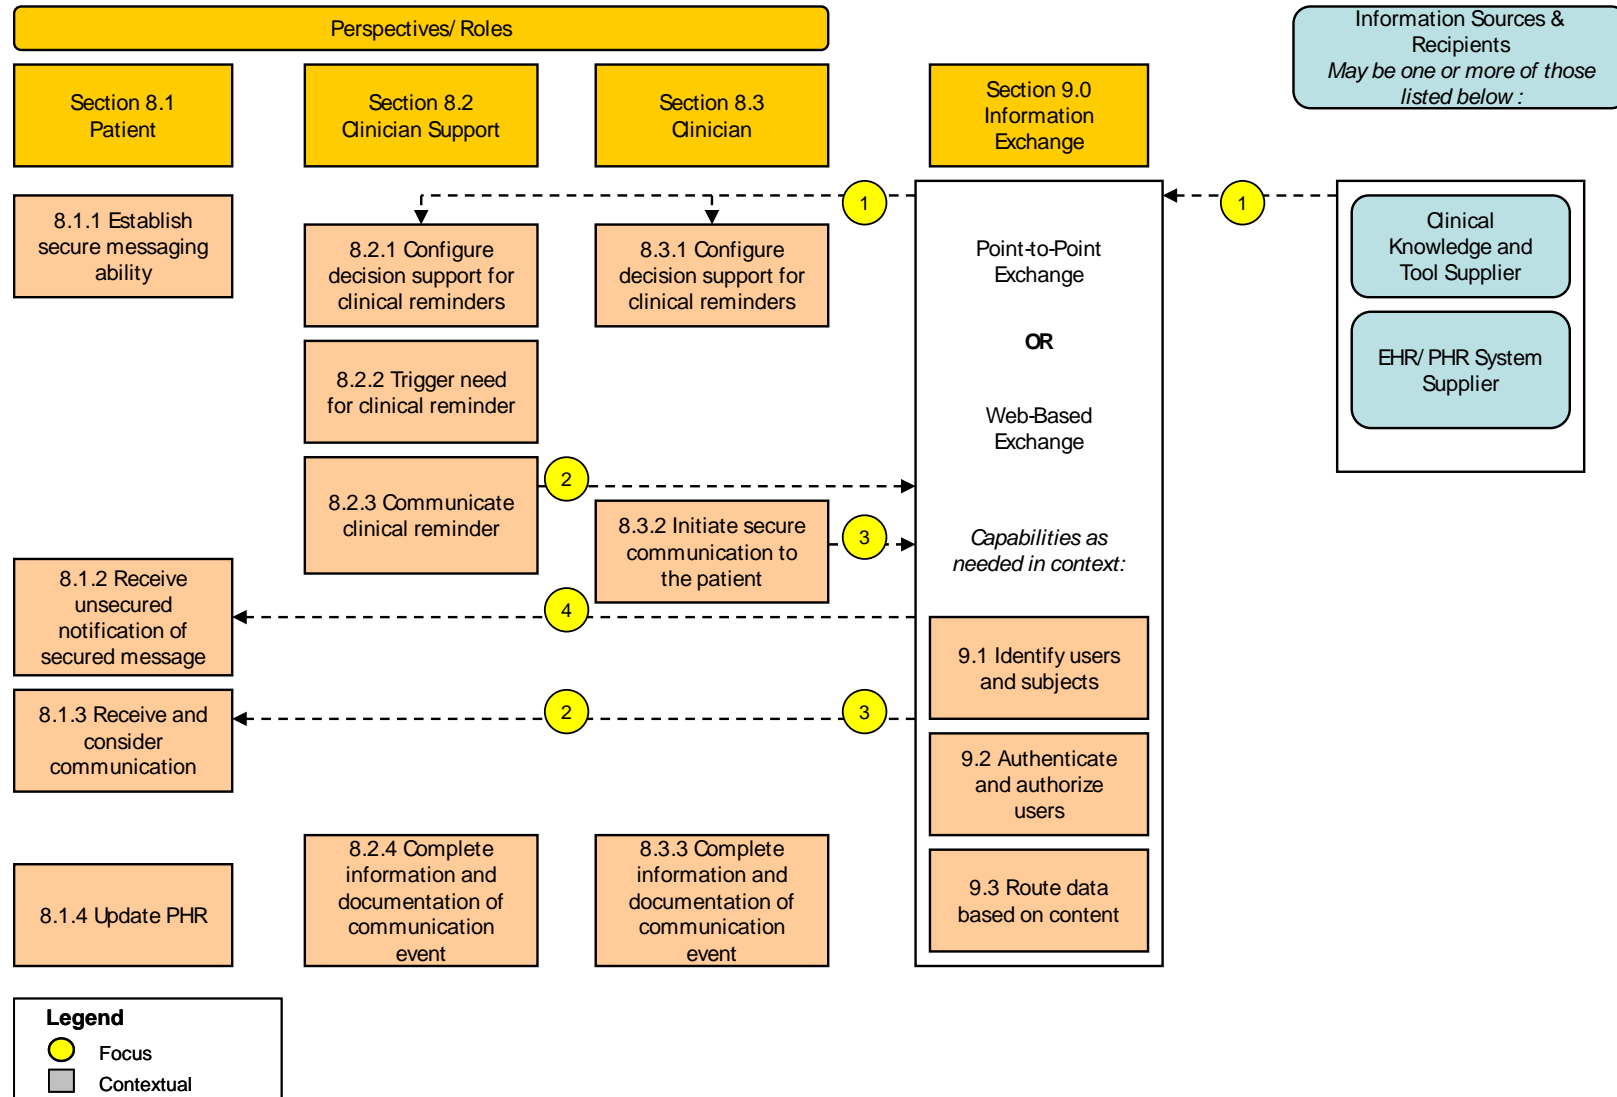 Perspectives/ Roles
Information Sources &
Recipients
May be one or more of those
listed below :
Section 8.1
Patient
Section 8.2
Clinician Support
Section 8.3
Clinician
Section 9.0
Information
Exchange
8.1.1 Establish
secure messaging
ability
8.2.1 Configure
decision support for
clinical reminders
8.3.1 Configure
decision support for
clinical reminders
1
1
Point-to-Point
Exchange
OR
Web-Based
Exchange
Clinical
Knowledge and
Tool Supplier
EHR/ PHR System
Supplier
8.2.2 Trigger need
for clinical reminder
8.2.3 Communicate
clinical reminder
2
8.3.2 Initiate secure
communication to
the patient
3
Capabilities as
needed in context:
8.1.2 Receive
unsecured
notification of
secured message
4
9.1 Identify users
and subjects
8.1.3 Receive and
consider
communication
2
3
9.2 Authenticate
and authorize
users
8.1.4 Update PHR
8.2.4 Complete
information and
documentation of
communication
event
8.3.3 Complete
information and
documentation of
communication
event
9.3 Route data
based on content
Legend
Focus
Contextual